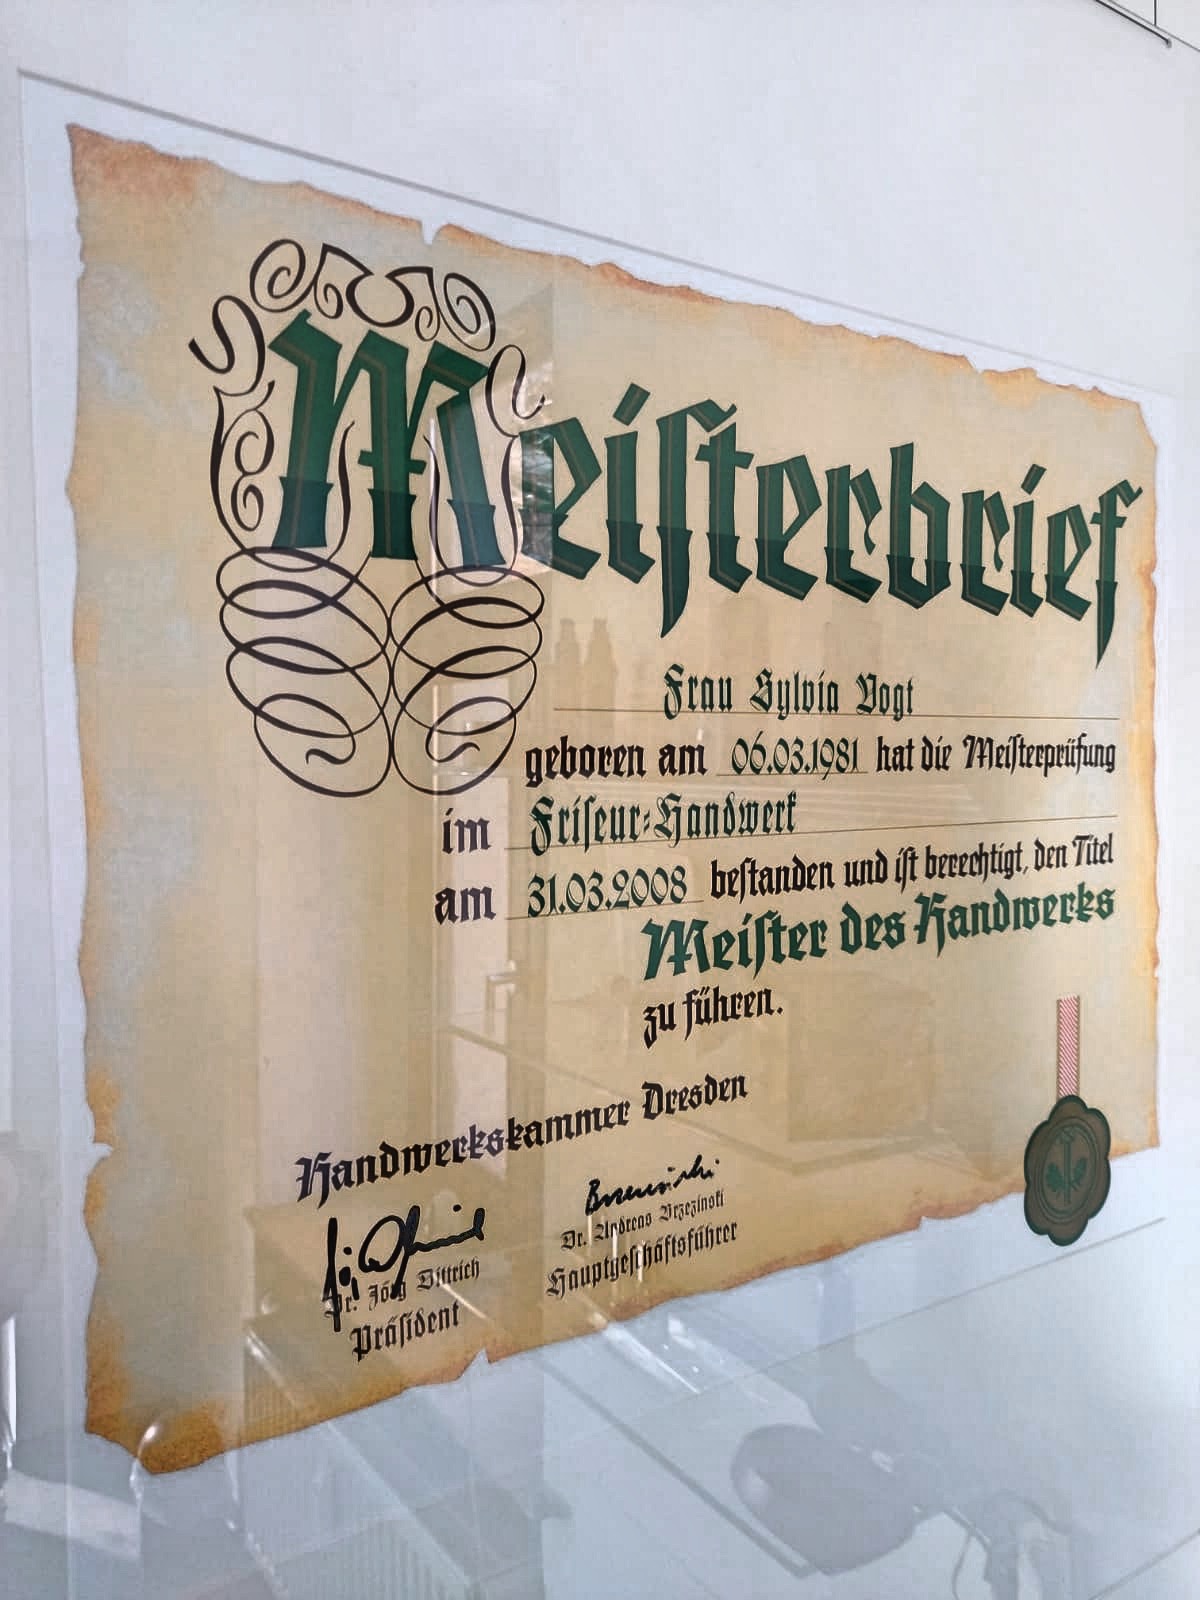 Meiſterbrief
Frau Sylvia Vogt
geboren am 06.03.1981 hat die Meiſterprüfung
im Friſeur-Handwerk
am 31.03.2008 beſtanden und iſt berechtigt, den Titel
Meiſter des Handwerks
zu führen.
Handwerkskammer Dresden
Dr. Jörg Dittrich
Präſident
Dr. Andreas Brzezinski
Hauptgeſchäftsführer